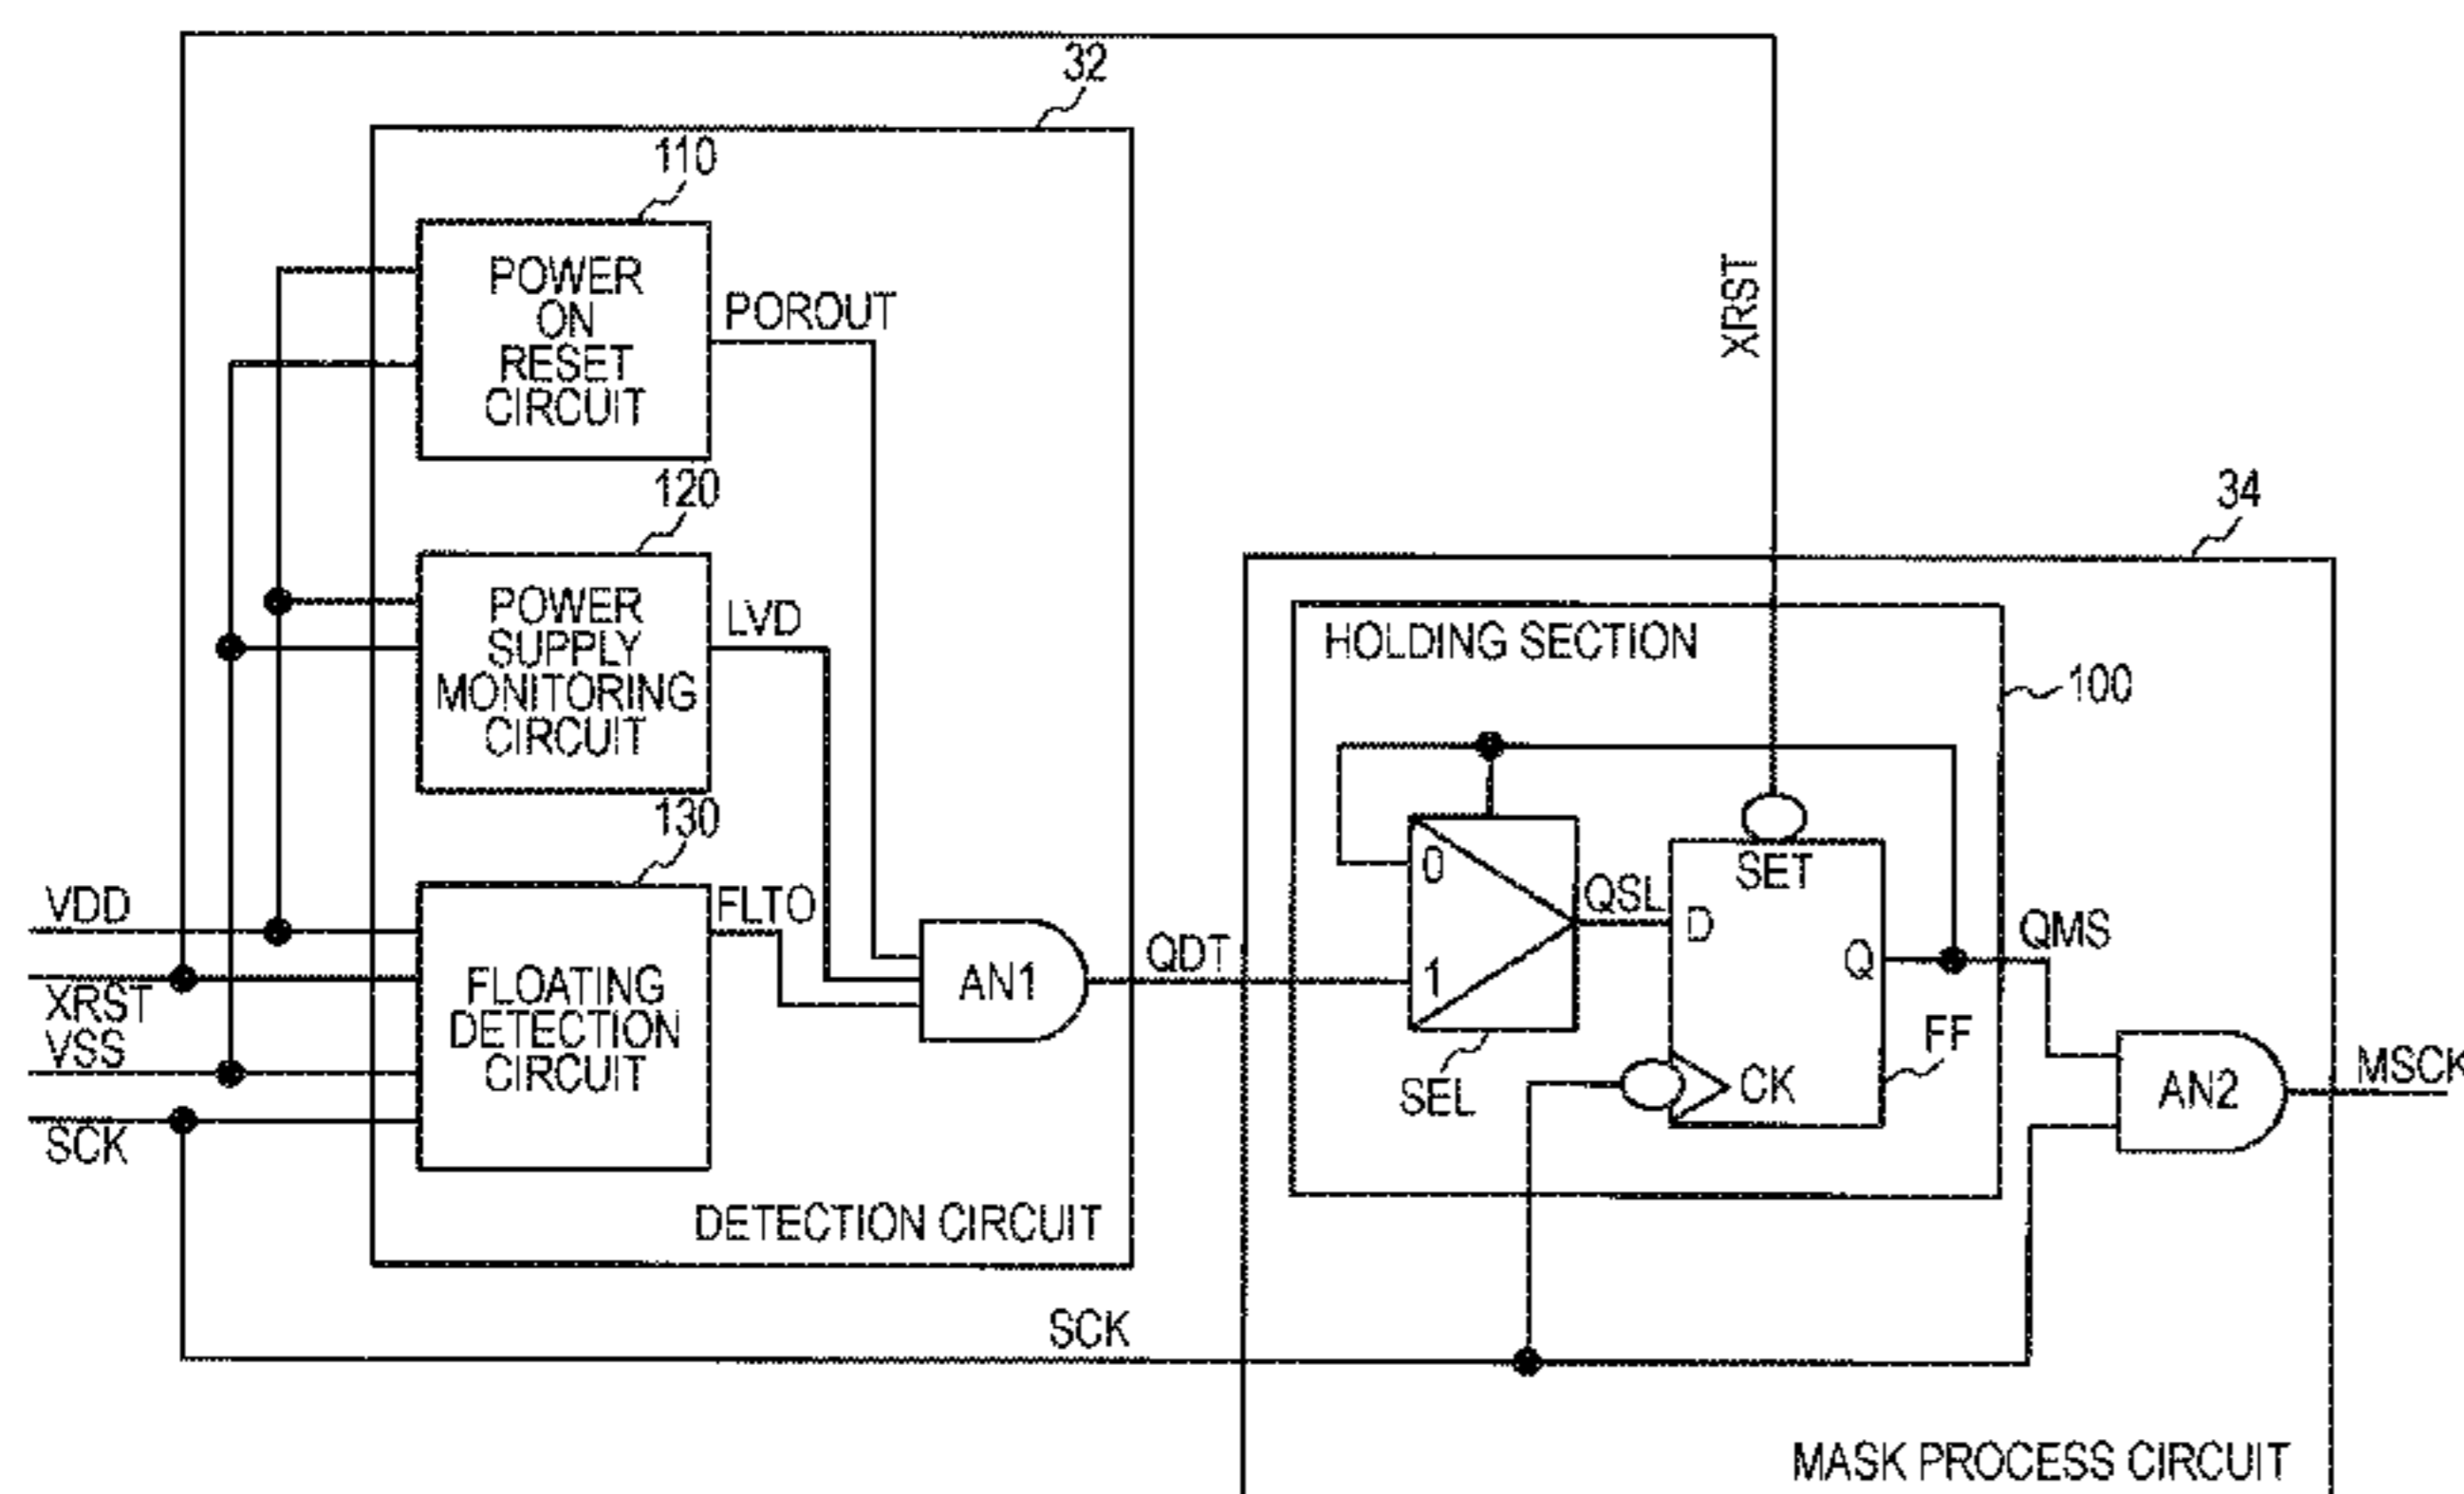 32
110
POWER
ON
RESET
CIRCUIT
POROUT
XRST
120
POWER
SUPPLY
MONITORING
CIRCUIT
LVD
34
HOLDING SECTION
100
130
FLOATING
DETECTION
CIRCUIT
FLTO
VDD
XRST
VSS
SCK
AN1
QDT
0
1
SEL
QSL
SET
D
Q
CK
FF
QMS
AN2
MSCK
DETECTION CIRCUIT
SCK
MASK PROCESS CIRCUIT